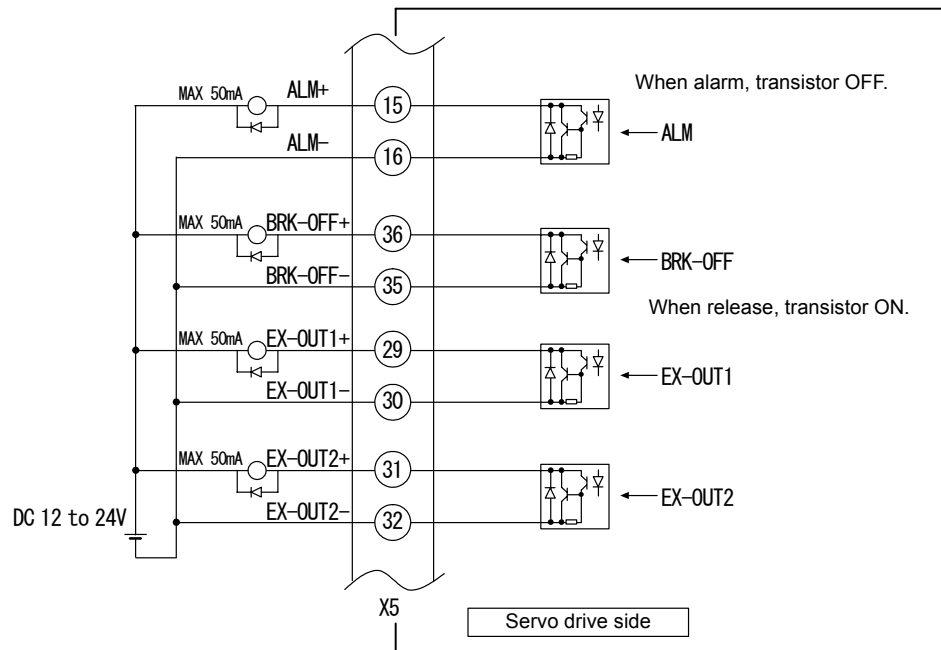 When alarm, transistor OFF.
MAX 50mA ALM+ 15
ALM
ALM− 16
MAX 50mA BRK-OFF+ 36
BRK-OFF
BRK-OFF− 35
When release, transistor ON.
MAX 50mA EX-OUT1+ 29
EX-OUT1
EX-OUT1− 30
MAX 50mA EX-OUT2+ 31
EX-OUT2
EX-OUT2− 32
DC 12 to 24V
X5
Servo drive side